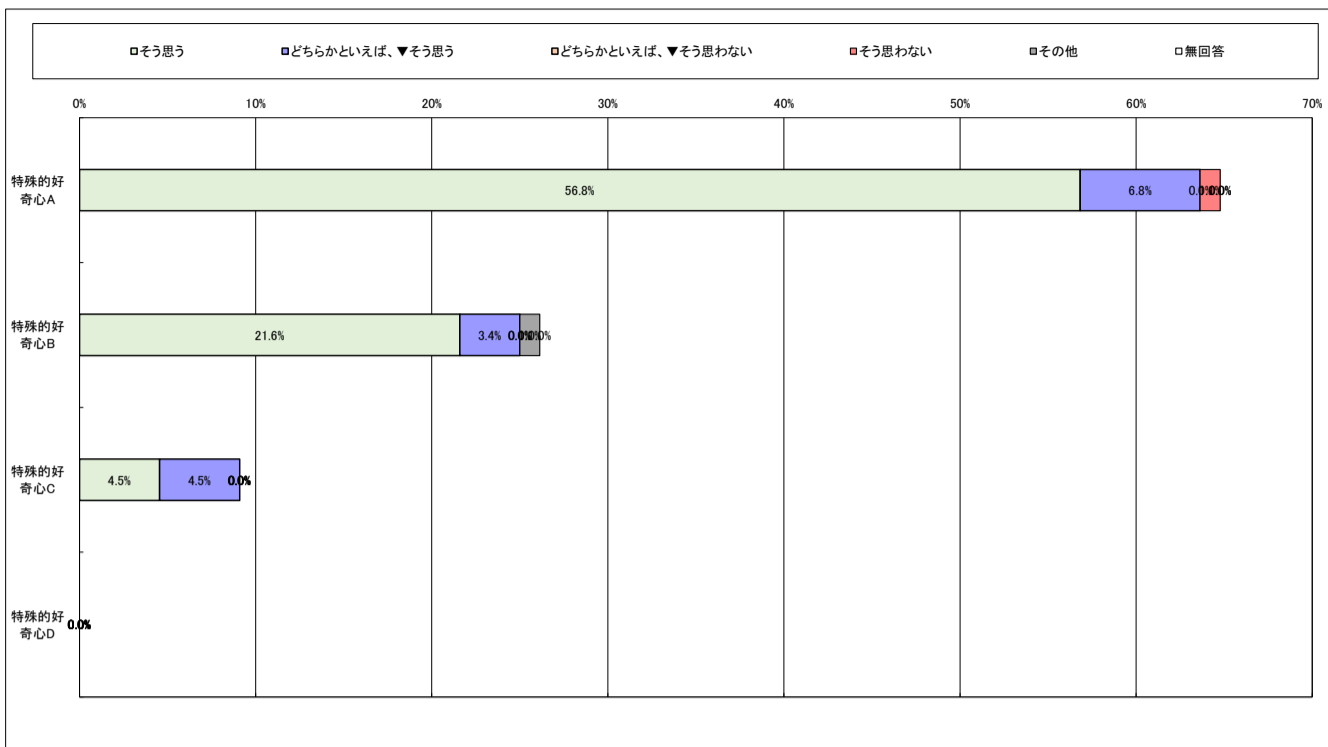 そう思う どちらかといえば、▼そう思う どちらかといえば、▼そう思わない そう思わない その他 無回答
0% 10% 20% 30% 40% 50% 60% 70%
特殊的好
奇心A
56.8% 6.8%
特殊的好
奇心B
21.6% 3.4% 0.0%
特殊的好
奇心C
4.5% 4.5% 0.0%
特殊的好
奇心D
0.0%